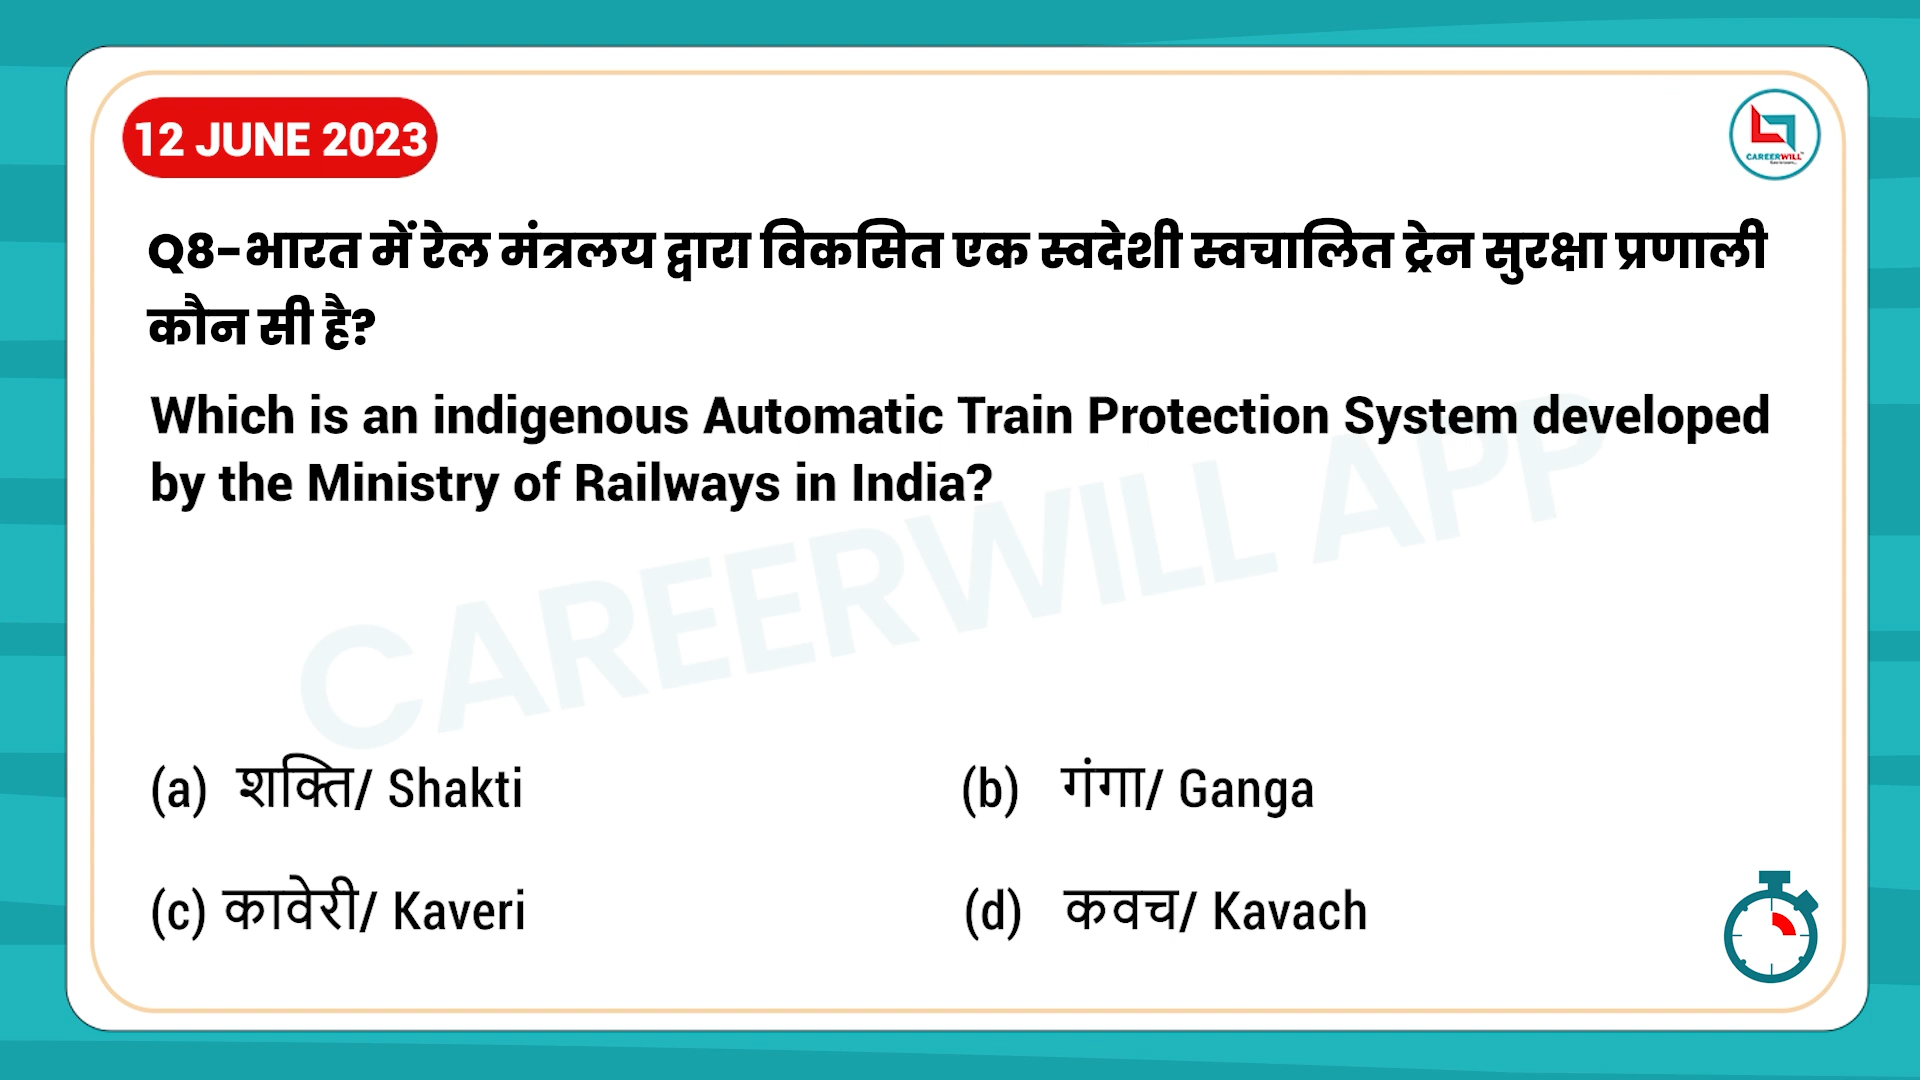 12 JUNE 2023
CAREERWILL
Q8-भारत में रेल मंत्रलय द्वारा विकसित एक स्वदेशी स्वचालित ट्रेन सुरक्षा प्रणाली
कौन सी है?
Which is an indigenous Automatic Train Protection System developed
by the Ministry of Railways in India?
CAREERWILL APP
(a) शक्ति/ Shakti
(b) गंगा/ Ganga
(c) कावेरी/ Kaveri
(d) कवच/ Kavach